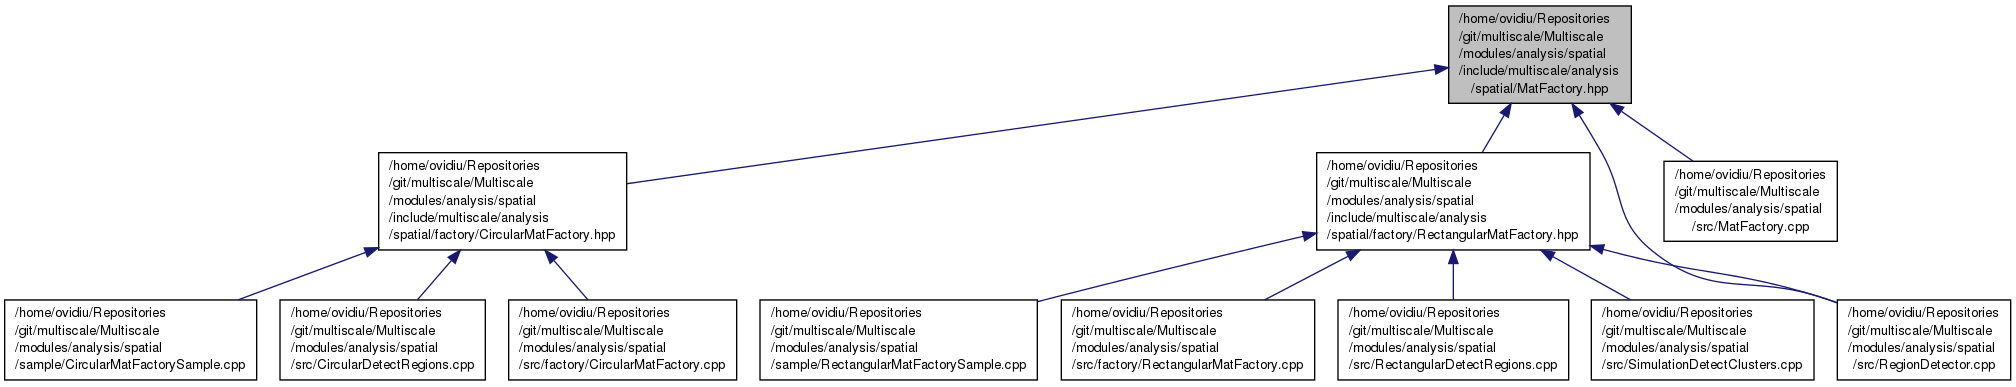 /home/ovidiu/Repositories
/git/multiscale/Multiscale
/modules/analysis/spatial
/include/multiscale/analysis
/spatial/MatFactory.hpp
/home/ovidiu/Repositories
/git/multiscale/Multiscale
/modules/analysis/spatial
/include/multiscale/analysis
/spatial/factory/CircularMatFactory.hpp
/home/ovidiu/Repositories
/git/multiscale/Multiscale
/modules/analysis/spatial
/include/multiscale/analysis
/spatial/factory/RectangularMatFactory.hpp
/home/ovidiu/Repositories
/git/multiscale/Multiscale
/modules/analysis/spatial
/src/MatFactory.cpp
/home/ovidiu/Repositories
/git/multiscale/Multiscale
/modules/analysis/spatial
/sample/CircularMatFactorySample.cpp
/home/ovidiu/Repositories
/git/multiscale/Multiscale
/modules/analysis/spatial
/src/CircularDetectRegions.cpp
/home/ovidiu/Repositories
/git/multiscale/Multiscale
/modules/analysis/spatial
/src/factory/CircularMatFactory.cpp
/home/ovidiu/Repositories
/git/multiscale/Multiscale
/modules/analysis/spatial
/sample/RectangularMatFactorySample.cpp
/home/ovidiu/Repositories
/git/multiscale/Multiscale
/modules/analysis/spatial
/src/factory/RectangularMatFactory.cpp
/home/ovidiu/Repositories
/git/multiscale/Multiscale
/modules/analysis/spatial
/src/RectangularDetectRegions.cpp
/home/ovidiu/Repositories
/git/multiscale/Multiscale
/modules/analysis/spatial
/src/SimulationDetectClusters.cpp
/home/ovidiu/Repositories
/git/multiscale/Multiscale
/modules/analysis/spatial
/src/RegionDetector.cpp